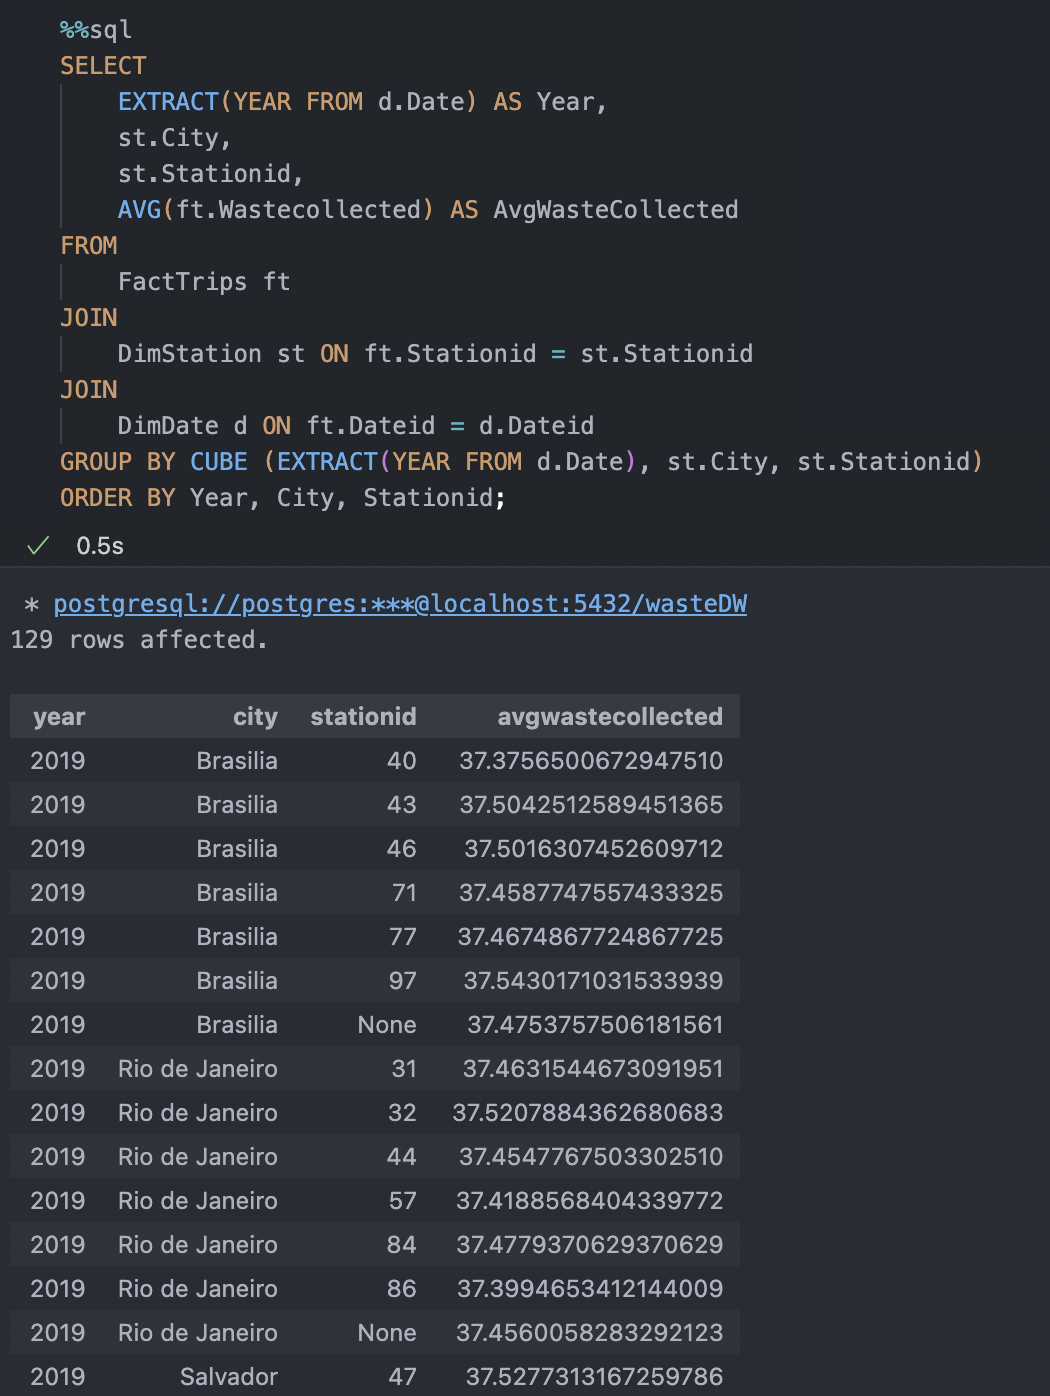 %%sql
SELECT
EXTRACT(YEAR FROM d.Date) AS Year,
st.City,
st.Stationid,
AVG(ft.Wastecollected) AS AvgWasteCollected
FROM
FactTrips ft
JOIN
DimStation st ON ft.Stationid = st.Stationid
JOIN
DimDate d ON ft.Dateid = d.Dateid
GROUP BY CUBE (EXTRACT(YEAR FROM d.Date), st.City, st.Stationid)
ORDER BY Year, City, Stationid;
0.5s
* postgresql://postgres:***@localhost:5432/wasteDW
129 rows affected.
year city stationid avgwastecollected
2019 Brasilia 40 37.3756500672947510
2019 Brasilia 43 37.5042512589451365
2019 Brasilia 46 37.5016307452609712
2019 Brasilia 71 37.4587747557433325
2019 Brasilia 77 37.4674867724867725
2019 Brasilia 97 37.5430171031533939
2019 Brasilia None 37.4753757506181561
2019 Rio de Janeiro 31 37.4631544673091951
2019 Rio de Janeiro 32 37.5207884362680683
2019 Rio de Janeiro 44 37.4547767503302510
2019 Rio de Janeiro 57 37.4188568404339772
2019 Rio de Janeiro 84 37.4779370629370629
2019 Rio de Janeiro 86 37.3994653412144009
2019 Rio de Janeiro None 37.4560058283292123
2019 Salvador 47 37.5277313167259786